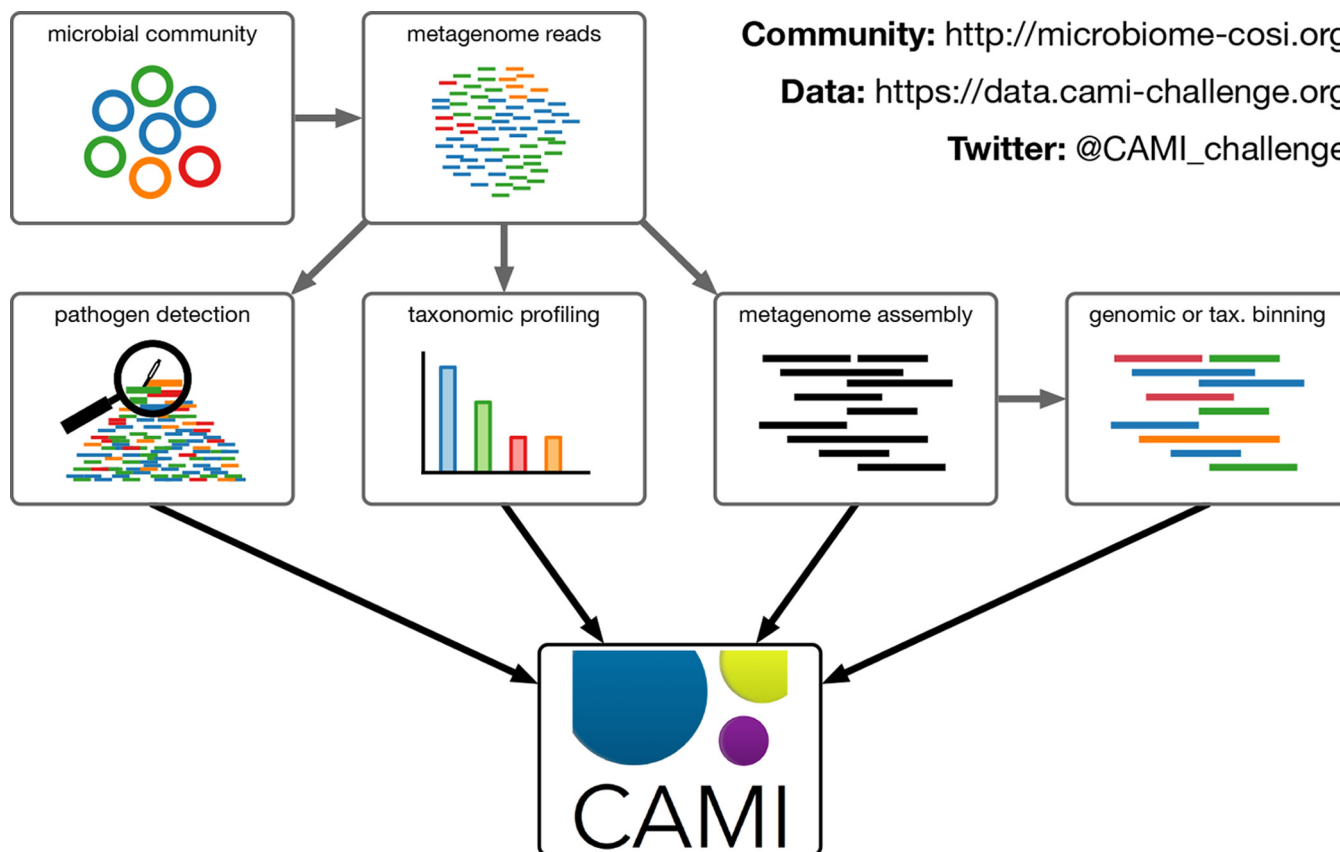 microbial community
metagenome reads
Community: http://microbiome-cosi.org
Data: https://data.cami-challenge.org
Twitter: @CAMI_challenge
pathogen detection
taxonomic profiling
metagenome assembly
genomic or tax. binning
CAMI